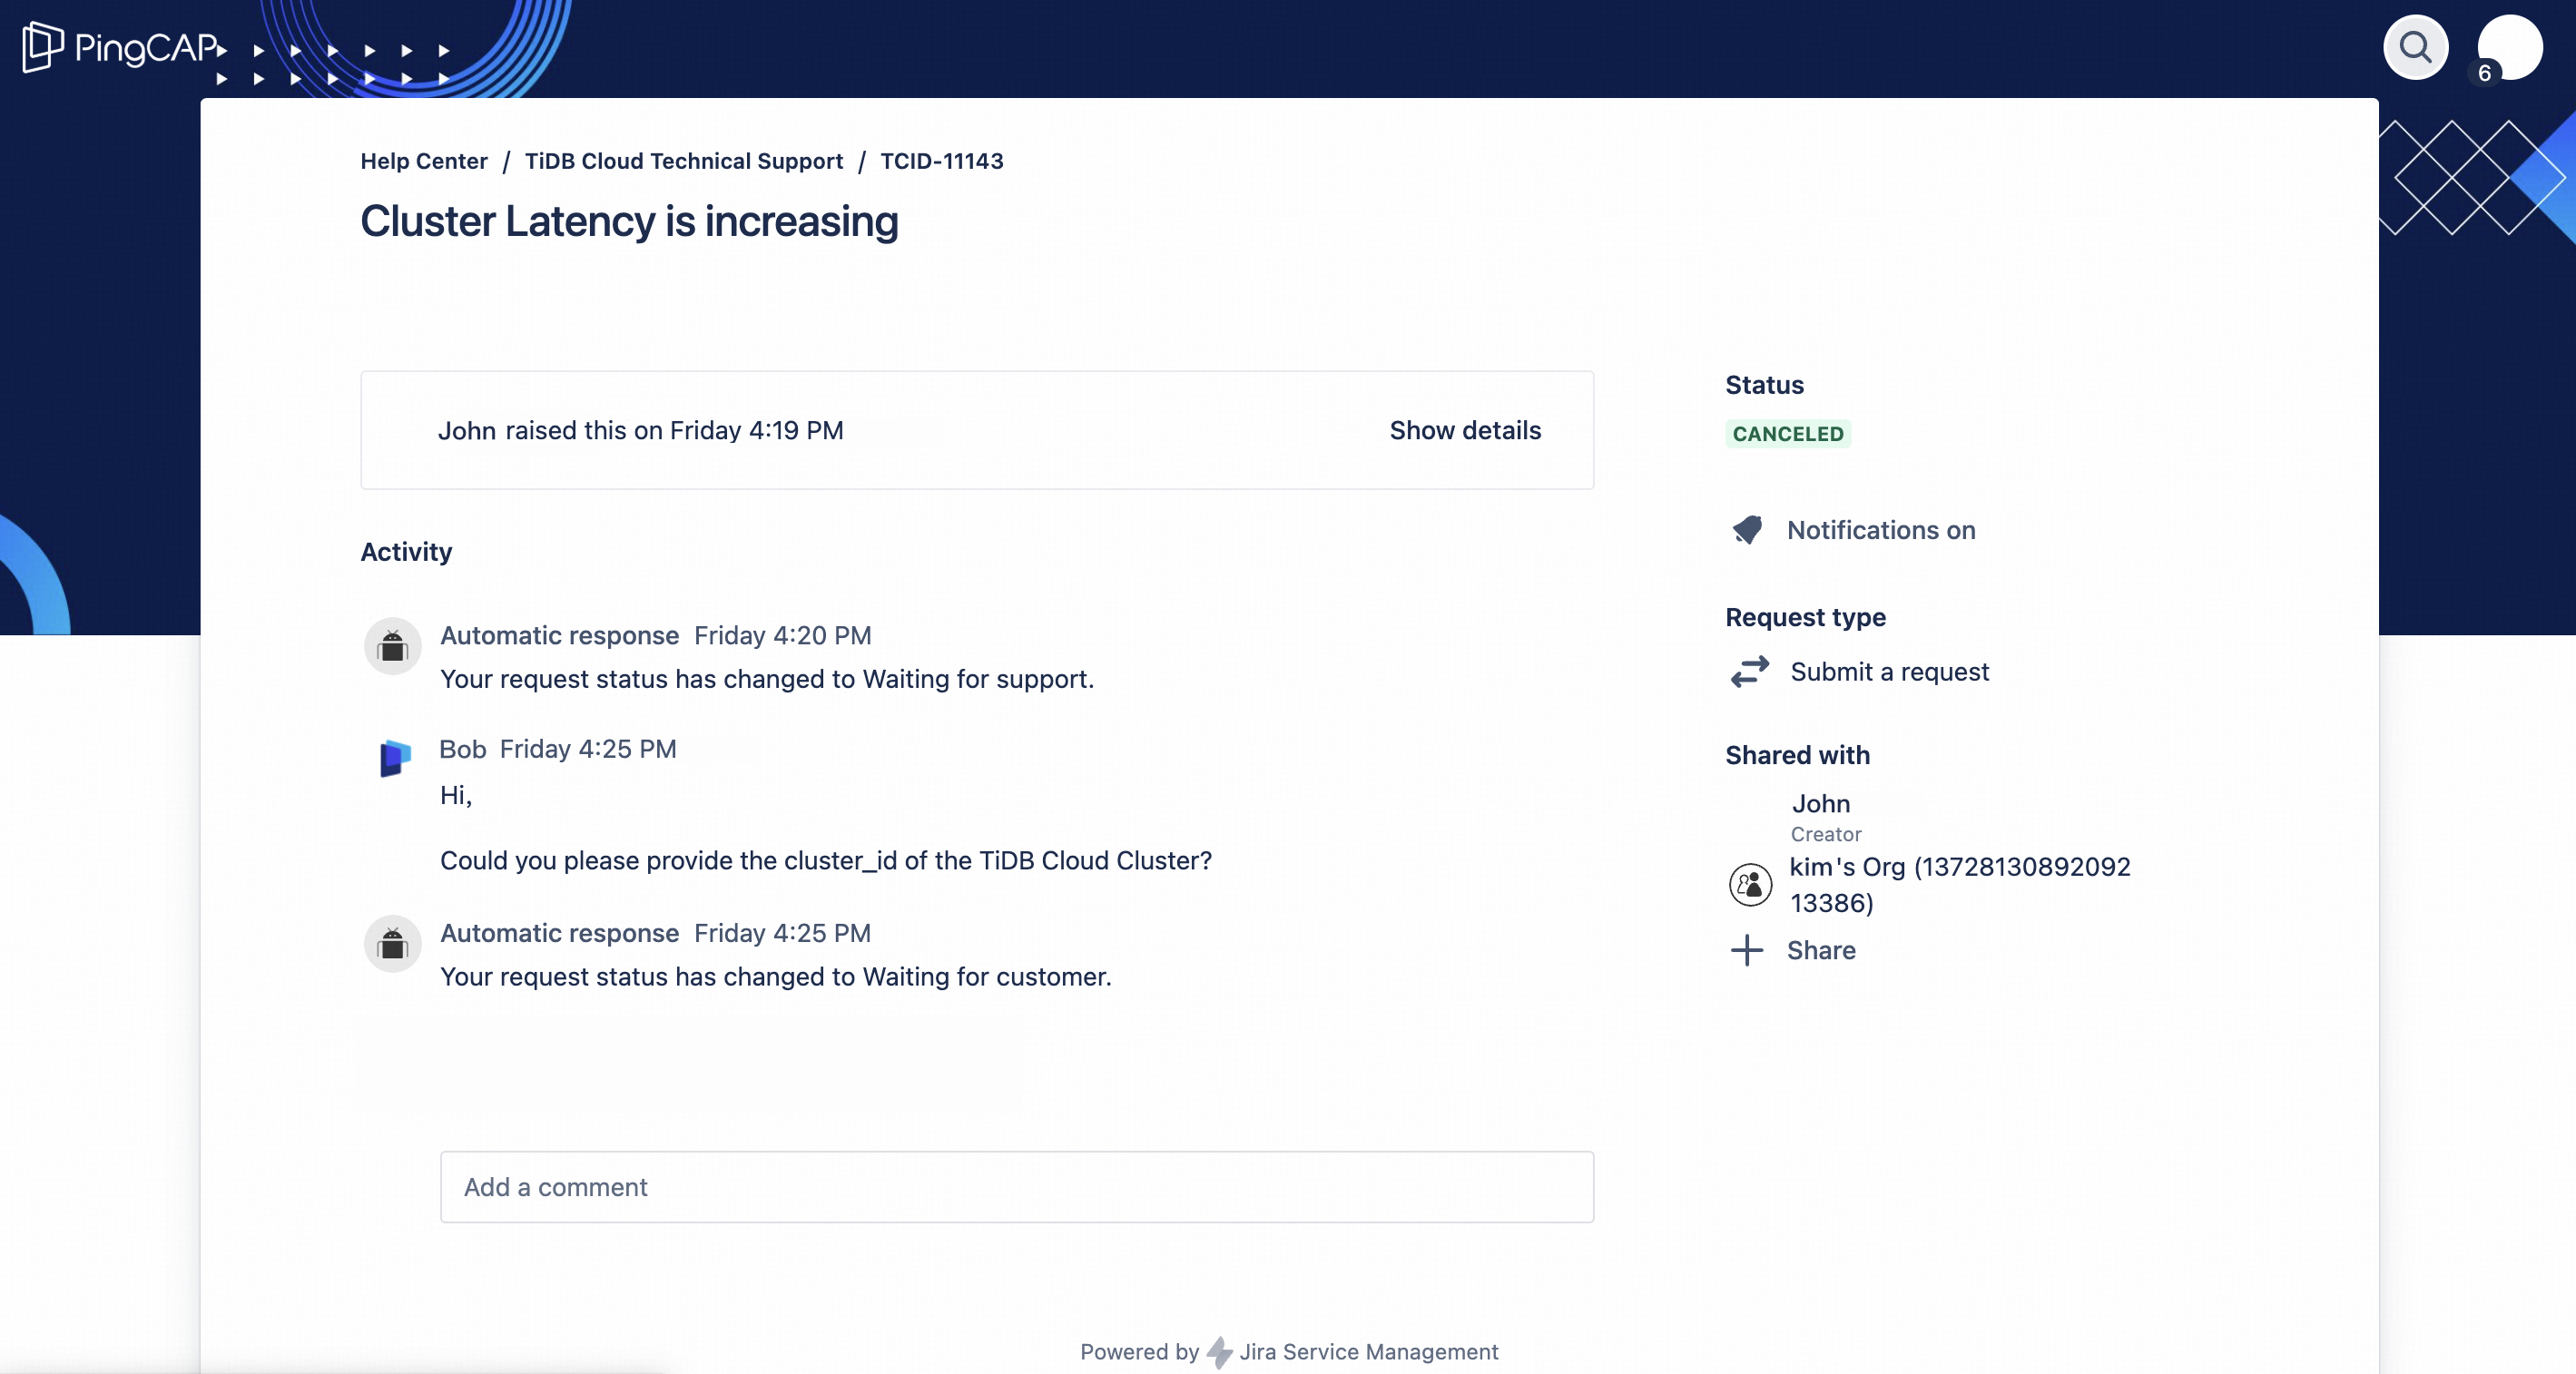 PingCAP
6
Help Center / TiDB Cloud Technical Support / TCID-11143
Cluster Latency is increasing
John raised this on Friday 4:19 PM
Show details
Activity
Automatic response Friday 4:20 PM
Your request status has changed to Waiting for support.
Bob Friday 4:25 PM
Hi,
Could you please provide the cluster_id of the TiDB Cloud Cluster?
Automatic response Friday 4:25 PM
Your request status has changed to Waiting for customer.
Add a comment
Status
CANCELED
Notifications on
Request type
Submit a request
Shared with
John
Creator
kim's Org (13728130892092
13386)
Share
Powered by Jira Service Management